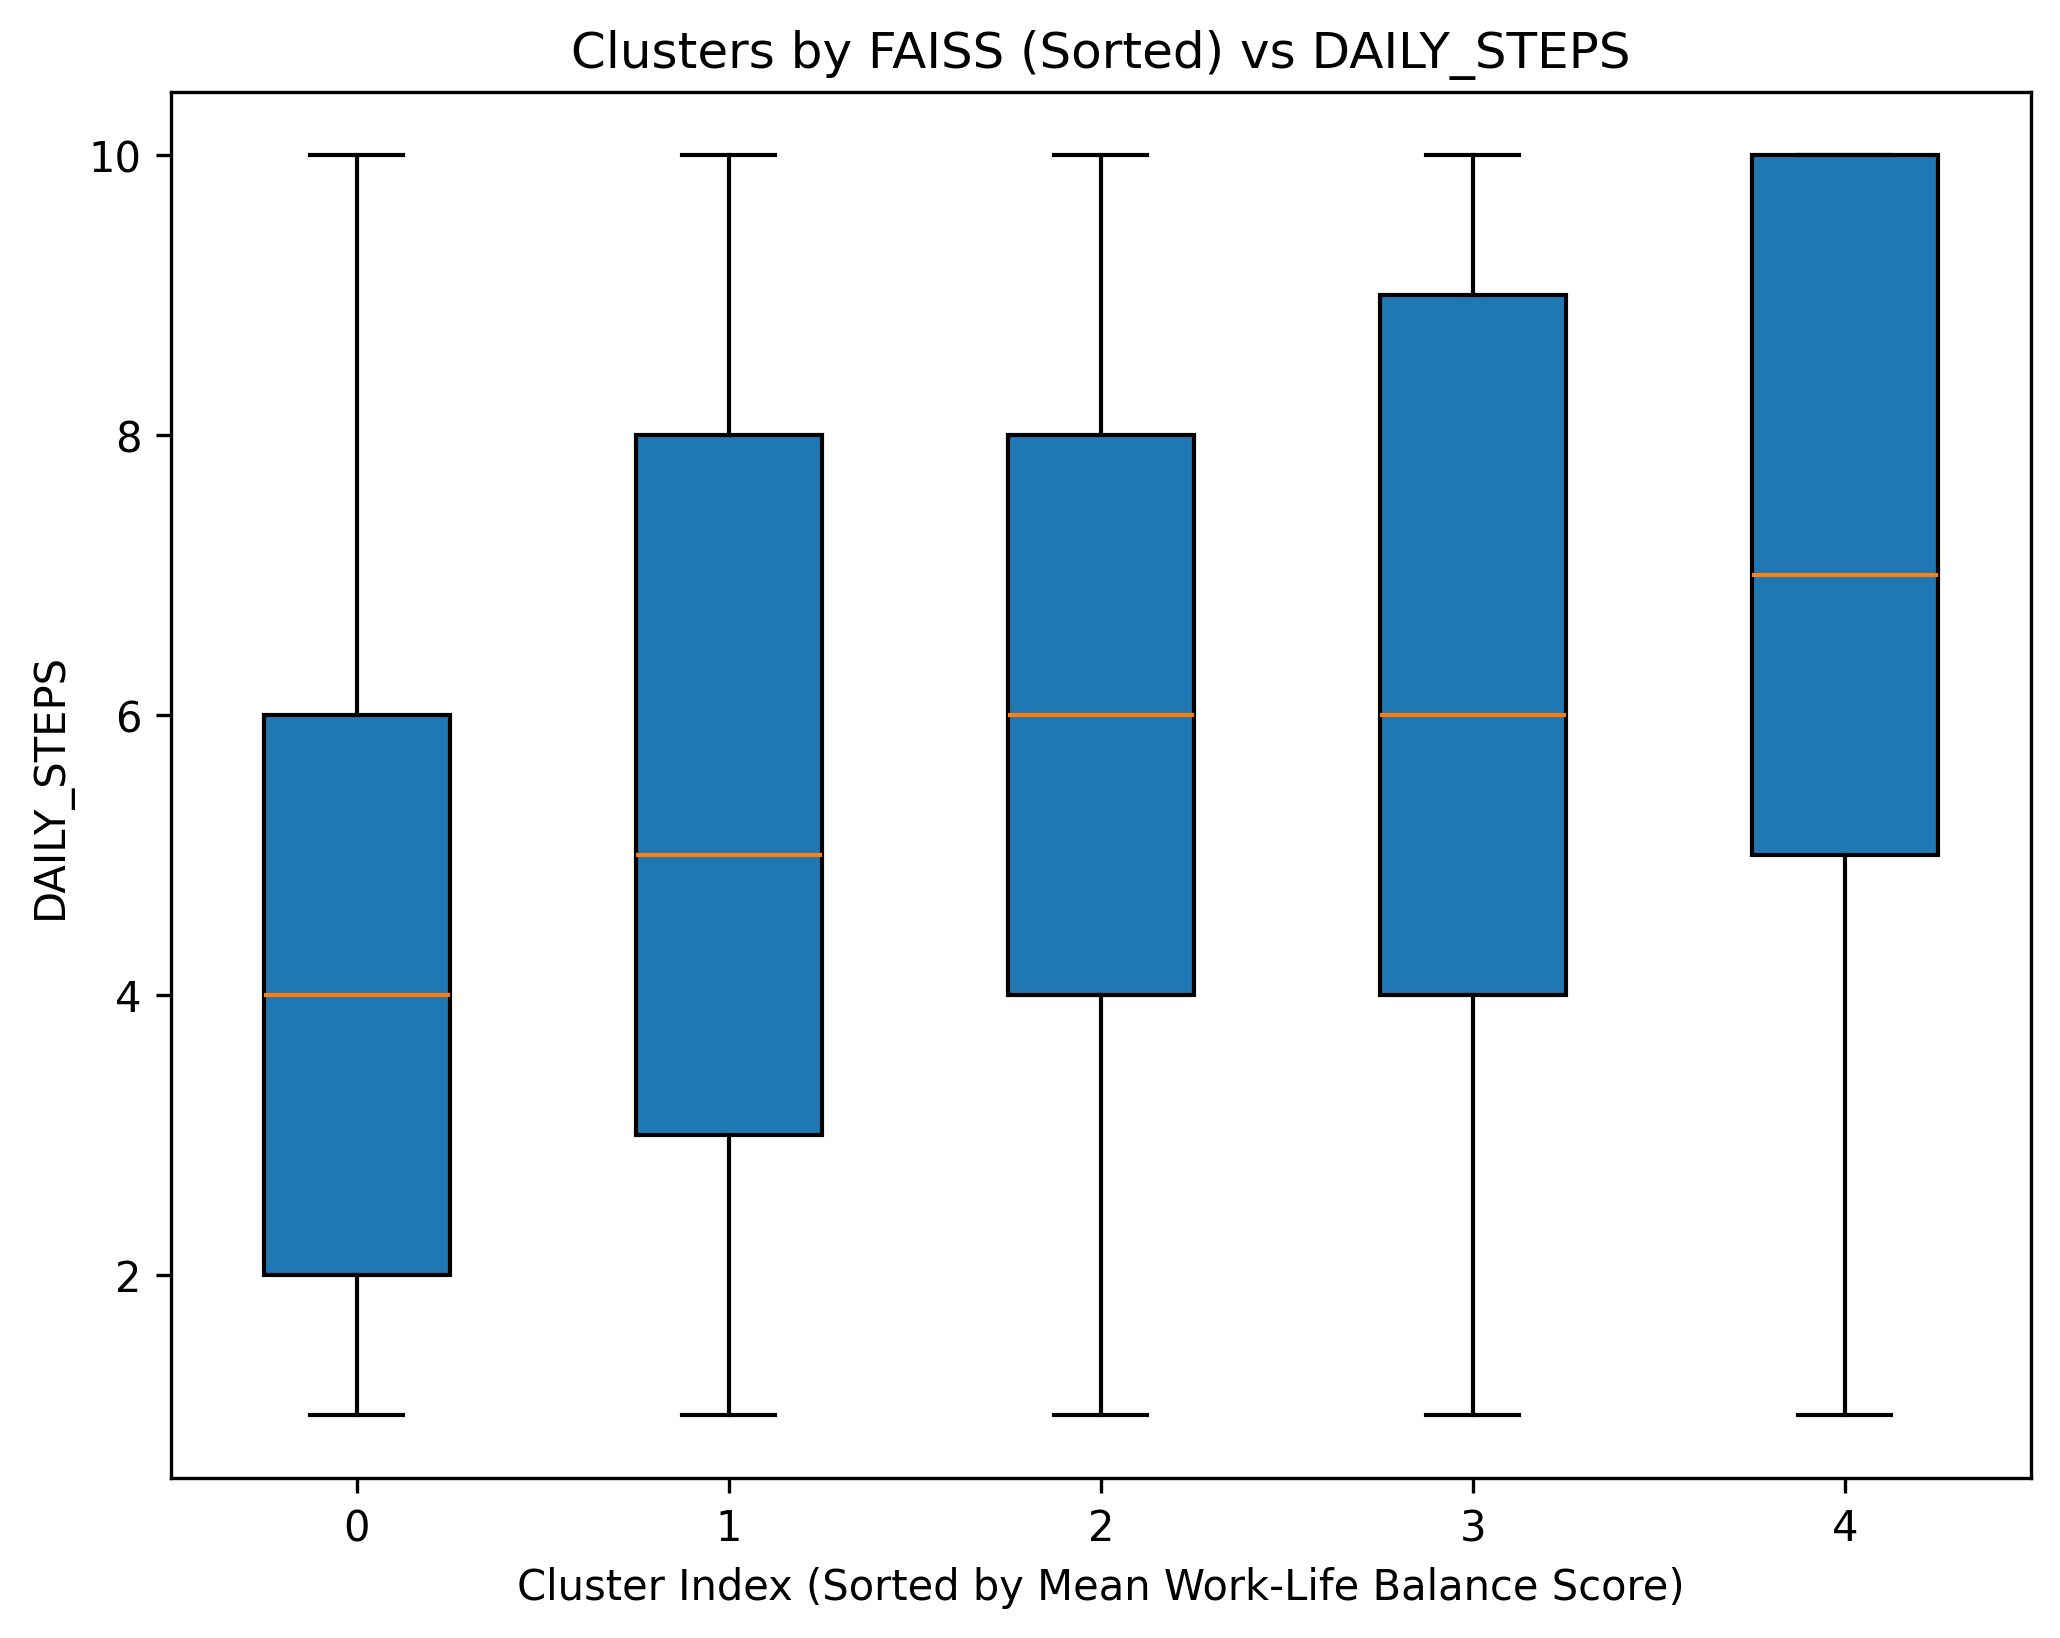 Clusters by FAISS (Sorted) vs DAILY_STEPS
DAILY_STEPS
10
8
6
4
2
0 1 2 3 4
Cluster Index (Sorted by Mean Work-Life Balance Score)